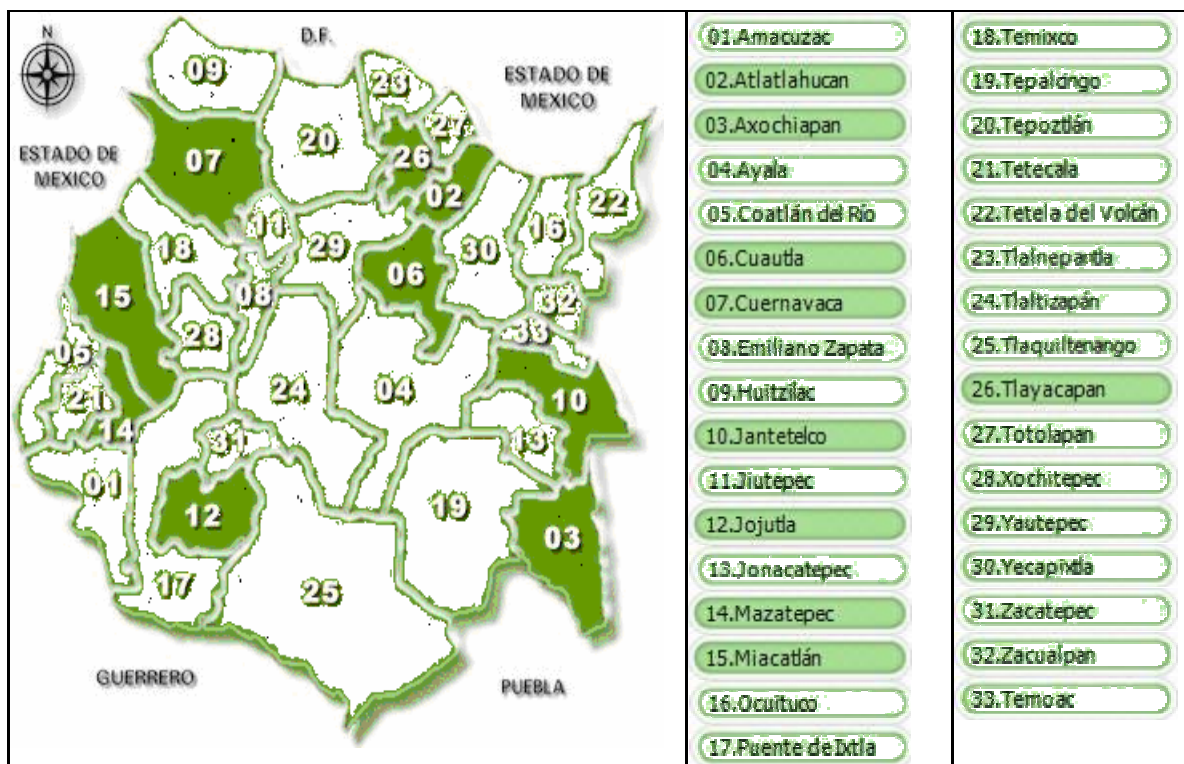 N
D.F.
ESTADO DE
MEXICO
ESTADO DE
MEXICO
09
23
27
20
26
07
02
22
16
11
29
30
18
06
15
08
32
28
33
05
24
04
21
10
14
31
13
01
12
19
03
17
25
GUERRERO
PUEBLA
01.Amacuzac
02.Atlatlahucan
03.Axochiapan
04.Ayala
05.Coatlán del Río
06.Cuautla
07.Cuernavaca
08.Emiliano Zapata
09.Huitzilac
10.Jantetelco
11.Jiutepec
12.Jojutla
13.Jonacatepec
14.Mazatepec
15.Miacatlán
16.Ocuituco
17.Puente de Ixtla
18.Temixco
19.Tepalcingo
20.Tepoztlán
21.Tetecala
22.Tetela del Volcán
23.Tlalnepantla
24.Tlaltizapán
25.Tlaquiltenango
26.Tlayacapan
27.Totolapan
28.Xochitepec
29.Yautepec
30.Yecapixtla
31.Zacatepec
32.Zacualpan
33.Temoac